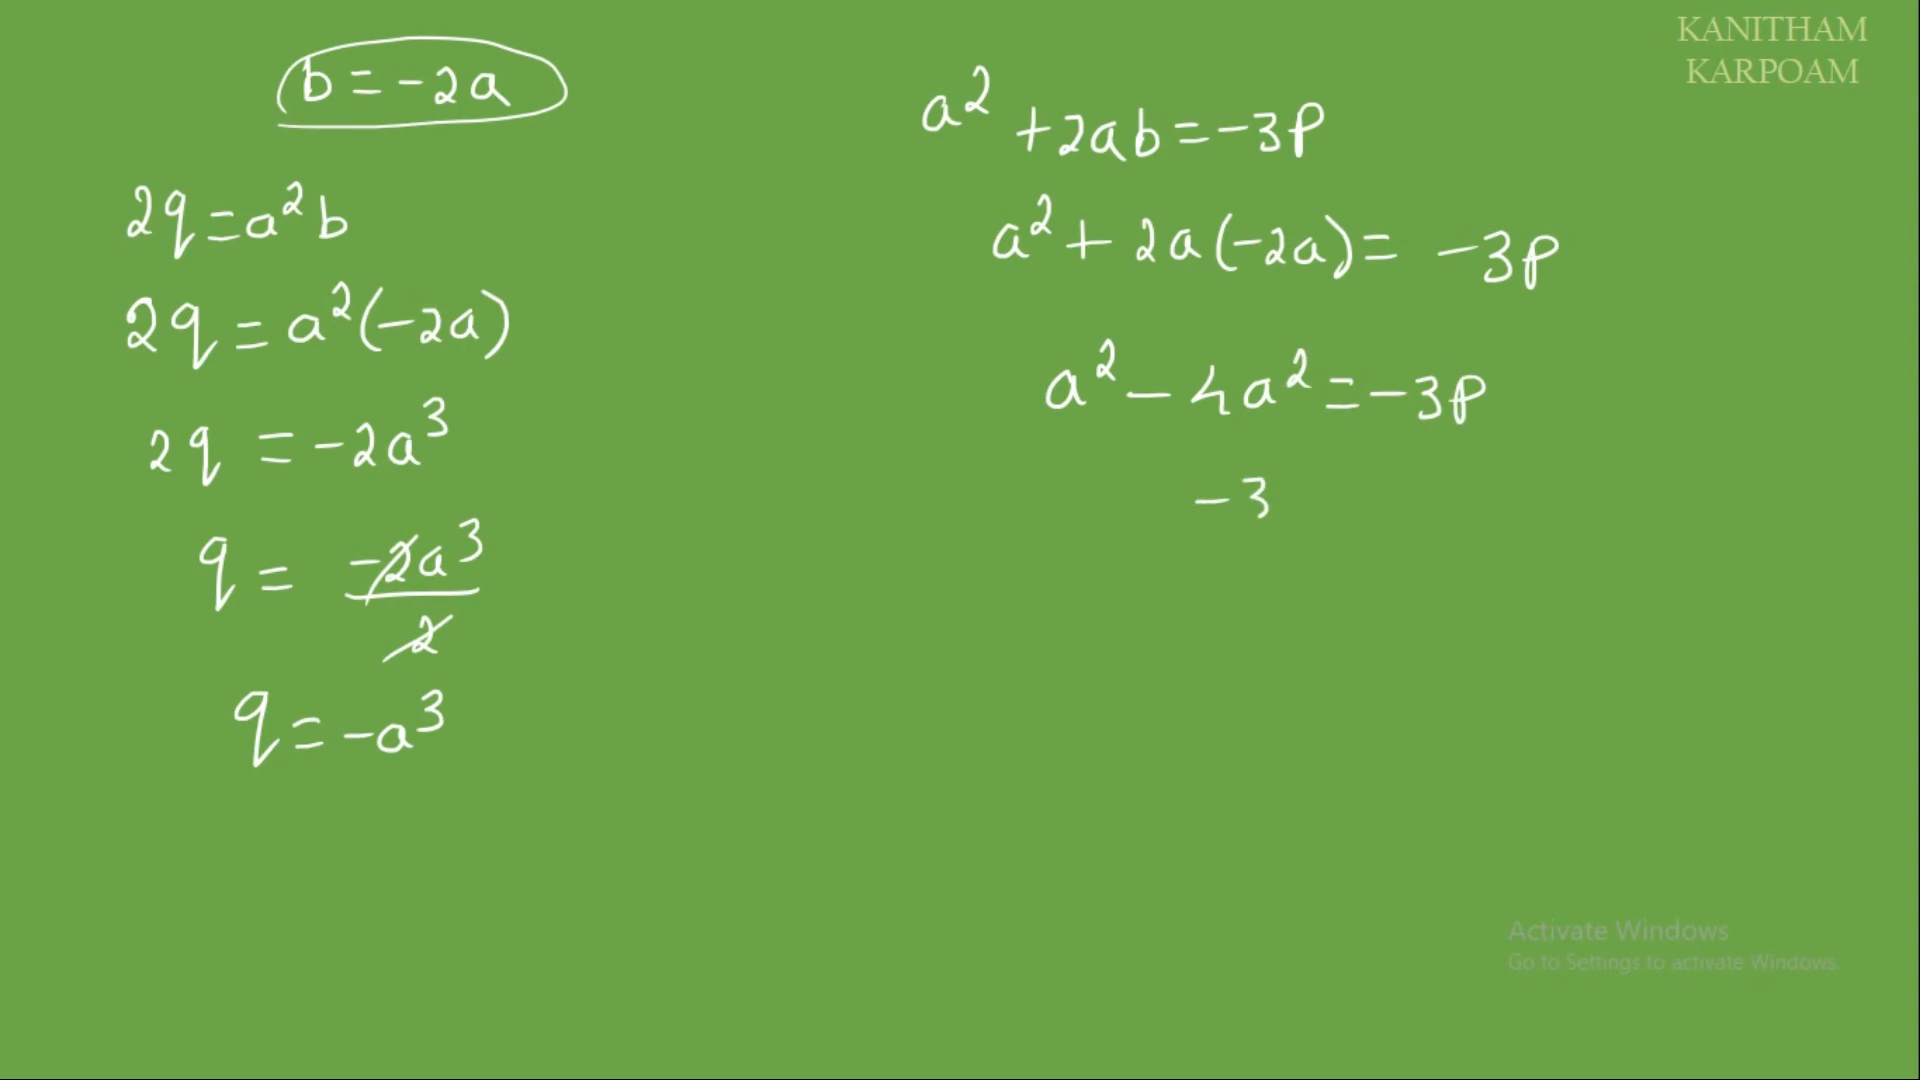 KANITHAM
KARPOAM
b = -2a
2q = a²b
2q = a²(-2a)
2q = -2a³
q = -2a³
2
q = -a³
a² + 2ab = -3p
a² + 2a(-2a) = -3p
a² - 4a² = -3p
-3
Activate Windows
Go to Settings to activate Windows.